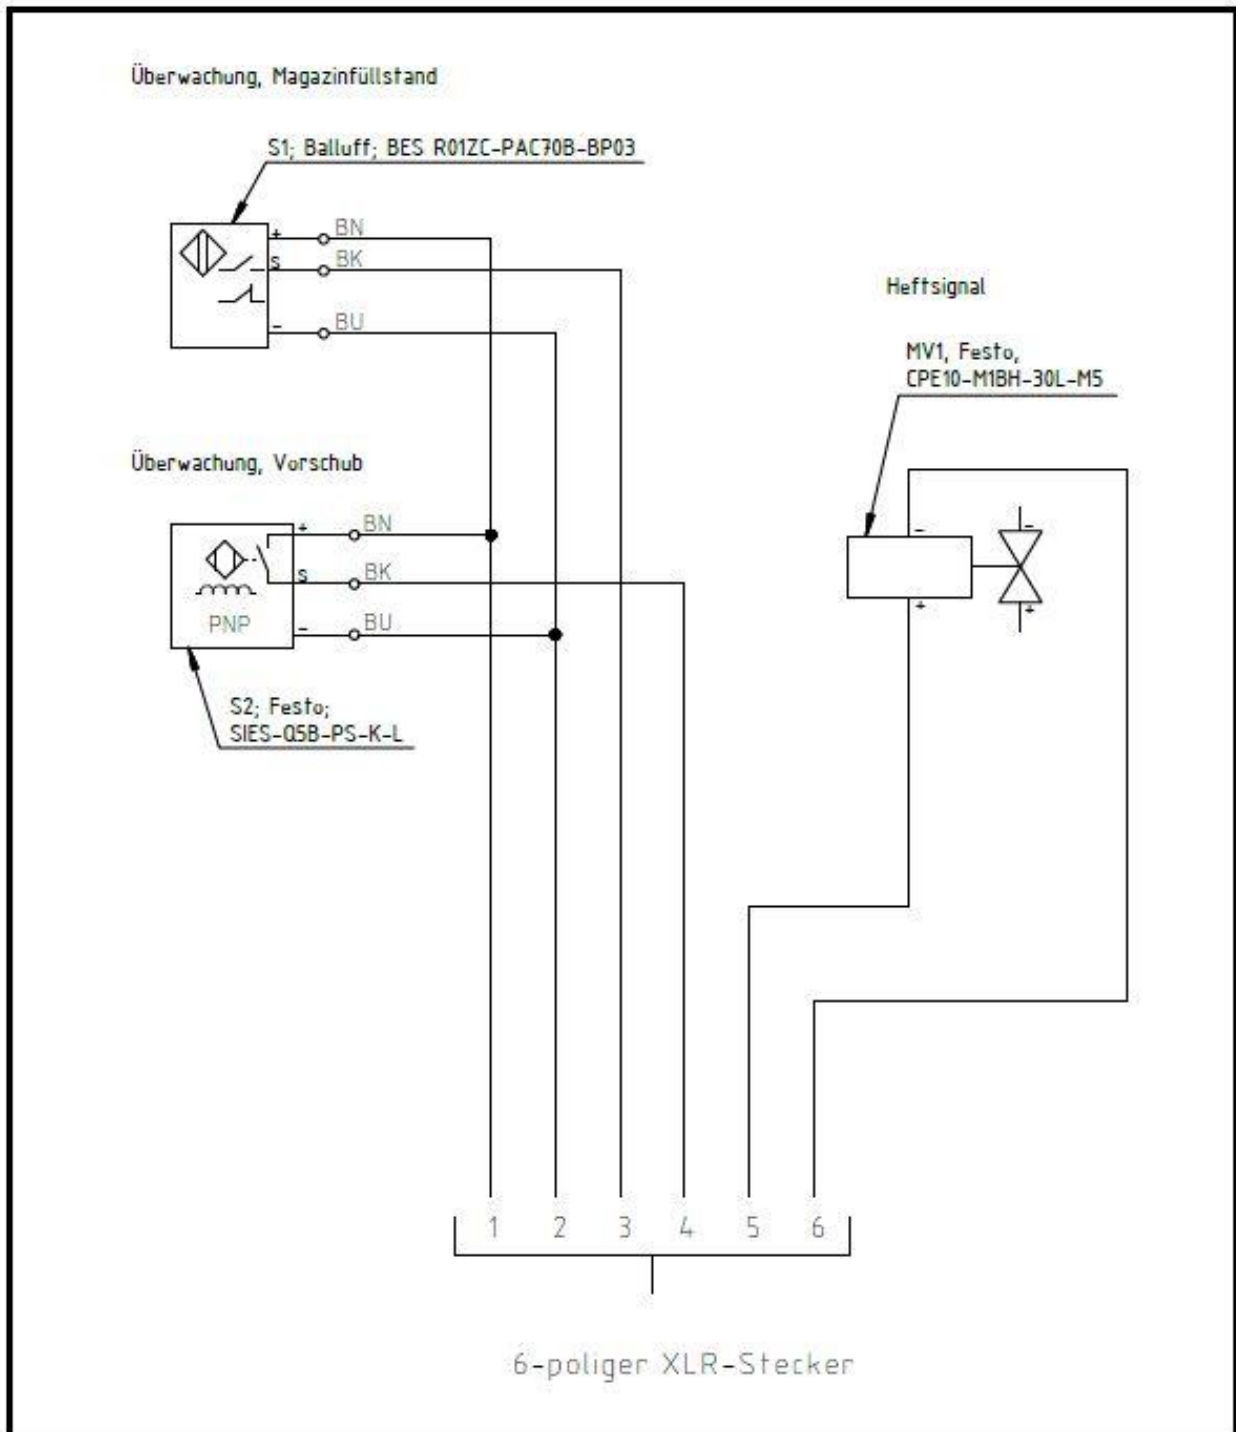 Überwachung, Magazinfüllstand
S1; Balluff; BES R01ZC-PAC70B-BP03
+
BN
S
BK
-
BU
Heftsignal
MV1, Festo,
CPE10-M1BH-30L-M5
Überwachung, Vorschub
+
BN
S
BK
PNP
-
BU
-
-
+
+
S2; Festo;
SIES-Q5B-PS-K-L
1 2 3 4 5 6
6-poliger XLR-Stecker